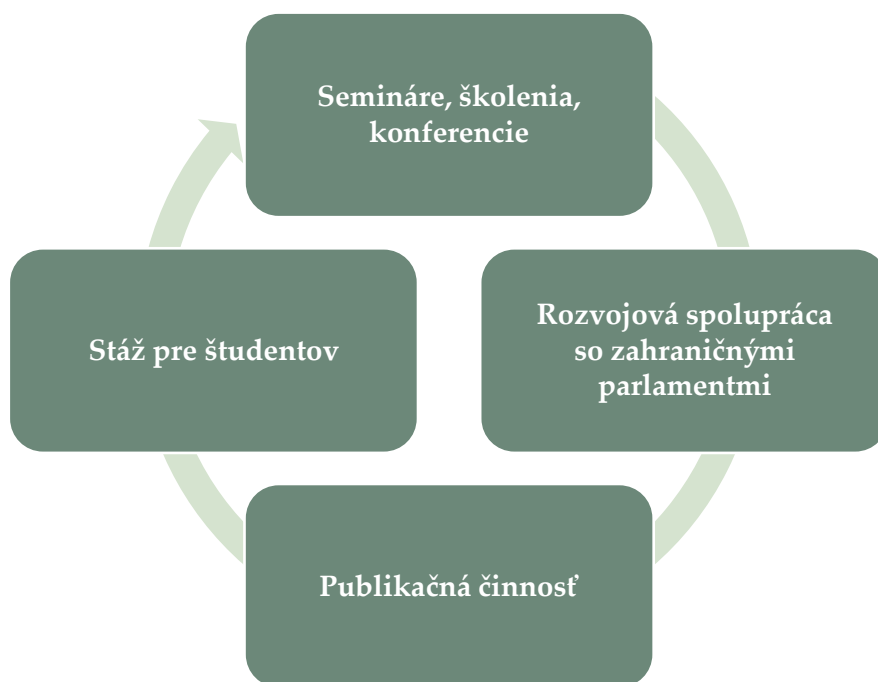 Semináre, školenia,
konferencie
Rozvojová spolupráca
so zahraničnými
parlamentmi
Publikačná činnosť
Stáž pre študentov